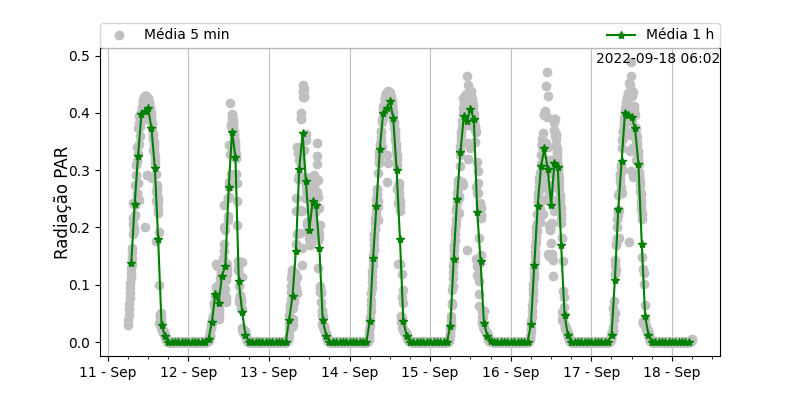 Média 5 min
Média 1 h
2022-09-18 06:02
Radiação PAR
0.5
0.4
0.3
0.2
0.1
0.0
11 - Sep
12 - Sep
13 - Sep
14 - Sep
15 - Sep
16 - Sep
17 - Sep
18 - Sep